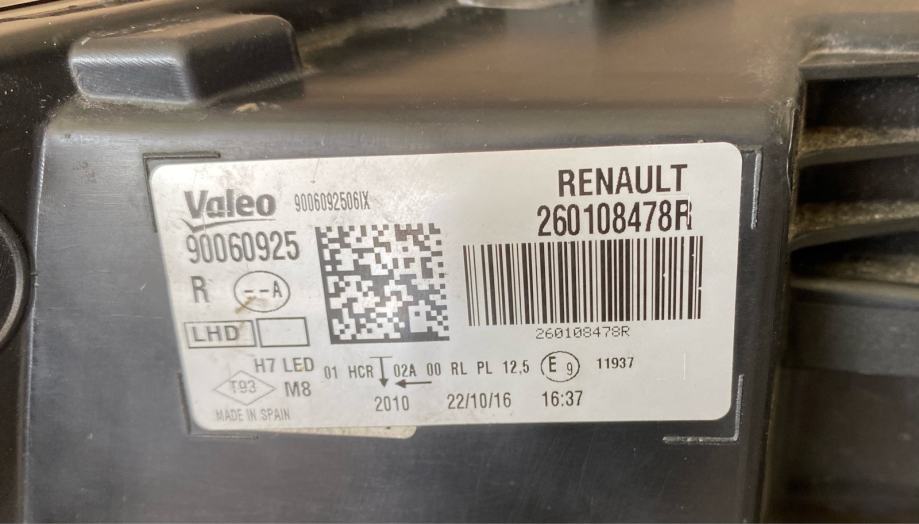 Valeo 9006092506IX
RENAULT
260108478R
90060925
R --A
LHD
260108478R
H7 LED 01 HCR 02A 00 RL PL 12,5 E9 11937
T93 M8
2010 22/10/16 16:37
MADE IN SPAIN